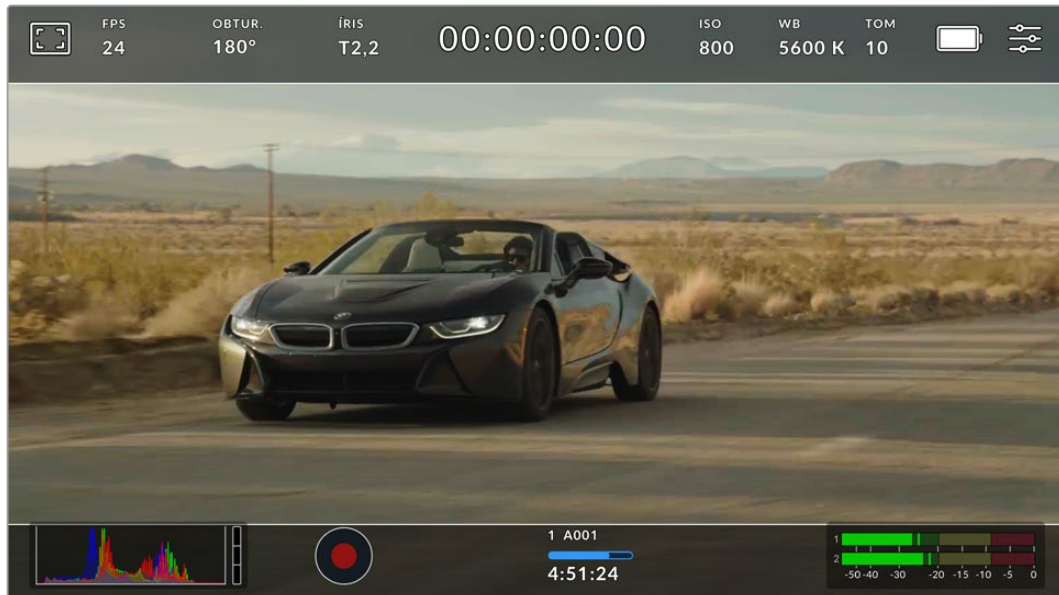 FPS OBTUR. ÍRIS ISO WB TOM
24 180° T2,2 00:00:00:00 800 5600 K 10
1 A001
4:51:24
1
2
-50 -40 -30 -20 -15 -10 -5 0